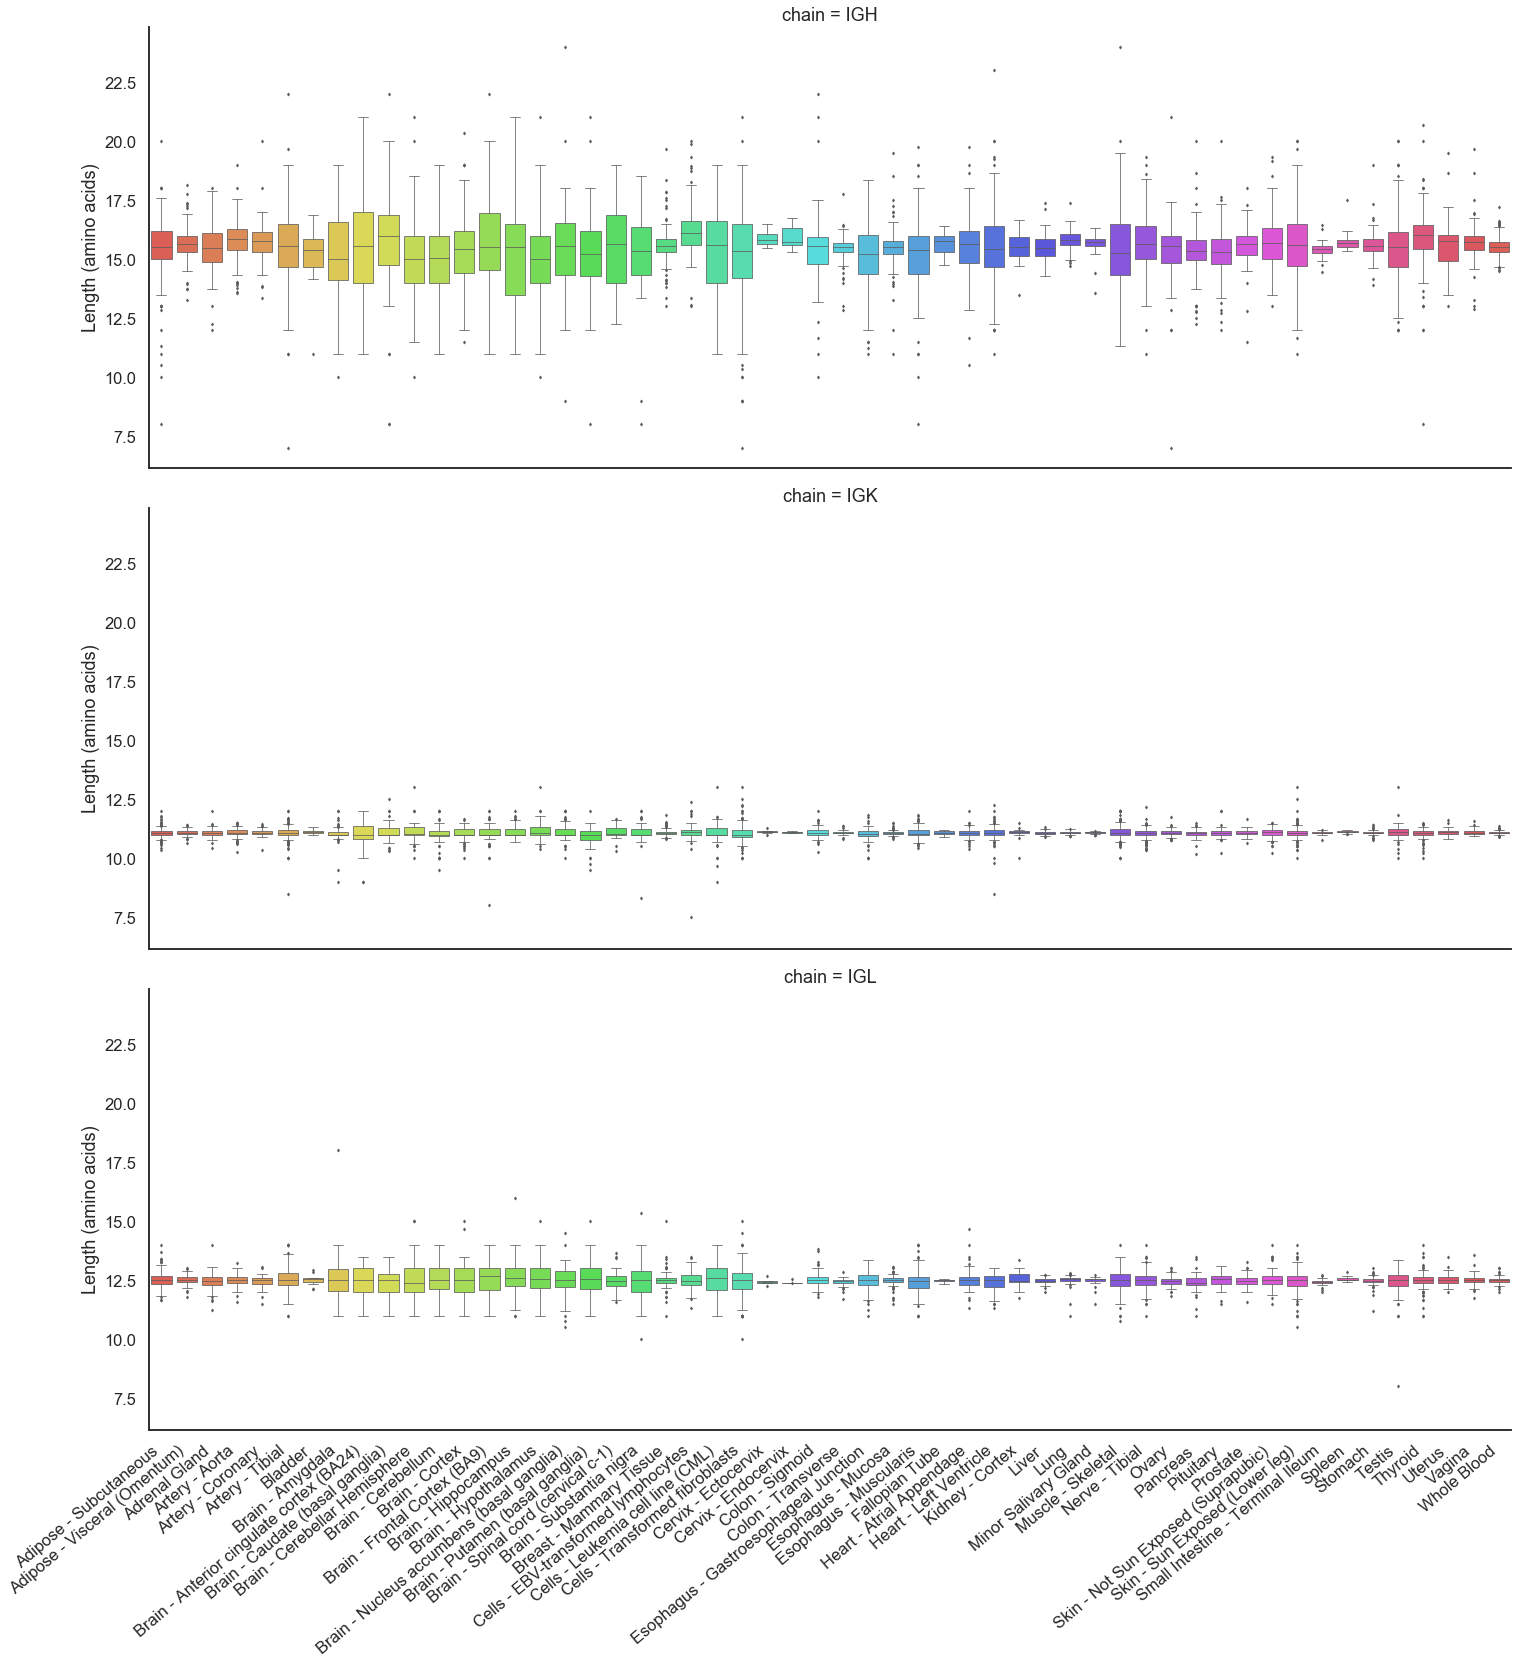 chain = IGH
22.5
20.0
17.5
15.0
12.5
10.0
7.5
Length (amino acids)
chain = IGK
22.5
20.0
17.5
15.0
12.5
10.0
7.5
Length (amino acids)
chain = IGL
22.5
20.0
17.5
15.0
12.5
10.0
7.5
Length (amino acids)
Adipose - Subcutaneous
Adipose - Visceral (Omentum)
Adrenal Gland
Artery - Aorta
Artery - Coronary
Artery - Tibial
Bladder
Brain - Amygdala
Brain - Anterior cingulate cortex (BA24)
Brain - Caudate (basal ganglia)
Brain - Cerebellar Hemisphere
Brain - Cerebellum
Brain - Cortex
Brain - Frontal Cortex (BA9)
Brain - Hippocampus
Brain - Hypothalamus
Brain - Nucleus accumbens (basal ganglia)
Brain - Putamen (basal ganglia)
Brain - Spinal cord (cervical c-1)
Brain - Substantia nigra
Breast - Mammary Tissue
Cells - EBV-transformed lymphocytes
Cells - Leukemia cell line (CML)
Cells - Transformed fibroblasts
Cervix - Ectocervix
Cervix - Endocervix
Colon - Sigmoid
Colon - Transverse
Esophagus - Gastroesophageal Junction
Esophagus - Mucosa
Esophagus - Muscularis
Fallopian Tube
Heart - Atrial Appendage
Heart - Left Ventricle
Kidney - Cortex
Liver
Lung
Minor Salivary Gland
Muscle - Skeletal
Nerve - Tibial
Ovary
Pancreas
Pituitary
Prostate
Skin - Not Sun Exposed (Suprapubic)
Skin - Sun Exposed (Lower leg)
Small Intestine - Terminal Ileum
Spleen
Stomach
Testis
Thyroid
Uterus
Vagina
Whole Blood